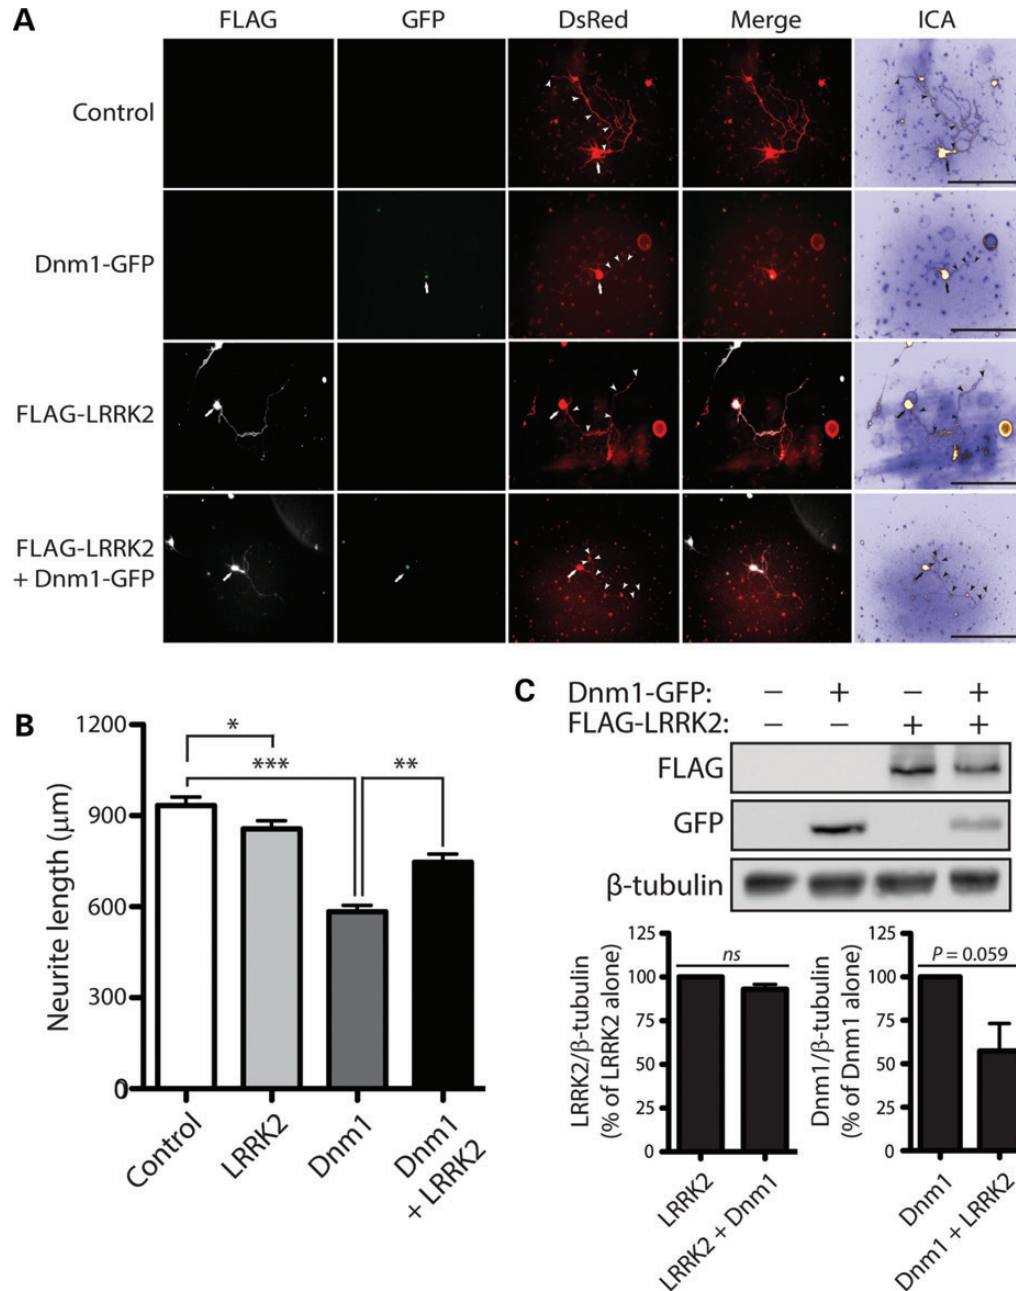 A
FLAG GFP DsRed Merge ICA
Control
Dnm1-GFP
FLAG-LRRK2
FLAG-LRRK2
+ Dnm1-GFP
B
Neurite length (μm)
1200
900
600
300
0
*
***
**
Control
LRRK2
Dnm1
Dnm1
+ LRRK2
C
Dnm1-GFP: – + – +
FLAG-LRRK2: – – + +
FLAG
GFP
β-tubulin
LRRK2/β-tubulin
(% of LRRK2 alone)
125
100
75
50
25
0
ns
LRRK2
LRRK2 + Dnm1
Dnm1/β-tubulin
(% of Dnm1 alone)
125
100
75
50
25
0
P = 0.059
Dnm1
Dnm1 + LRRK2